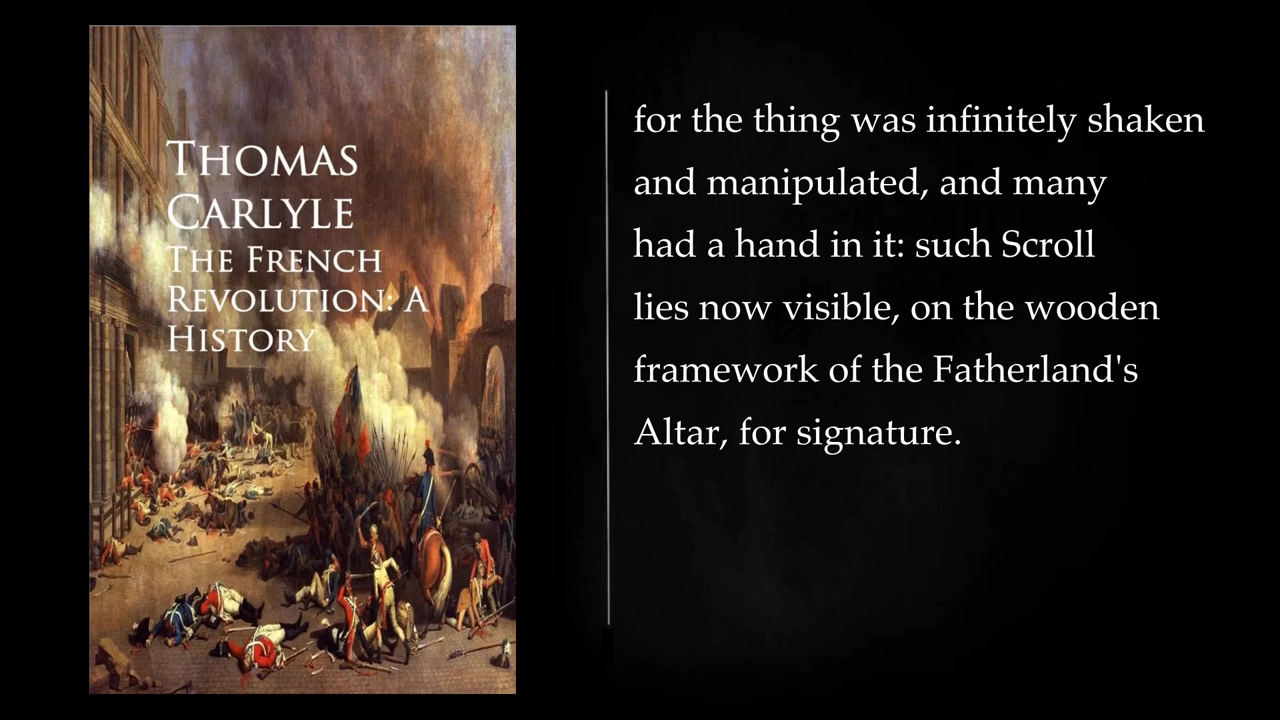 THOMAS
CARLYLE
THE FRENCH
REVOLUTION: A
HISTORY
for the thing was infinitely shaken
and manipulated, and many
had a hand in it: such Scroll
lies now visible, on the wooden
framework of the Fatherland's
Altar, for signature.